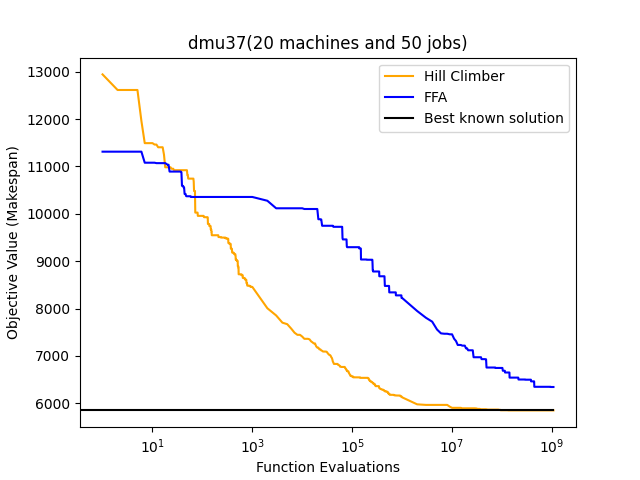 dmu37(20 machines and 50 jobs)
Hill Climber
FFA
Best known solution
Objective Value (Makespan)
13000
12000
11000
10000
9000
8000
7000
6000
10^1 10^3 10^5 10^7 10^9
Function Evaluations